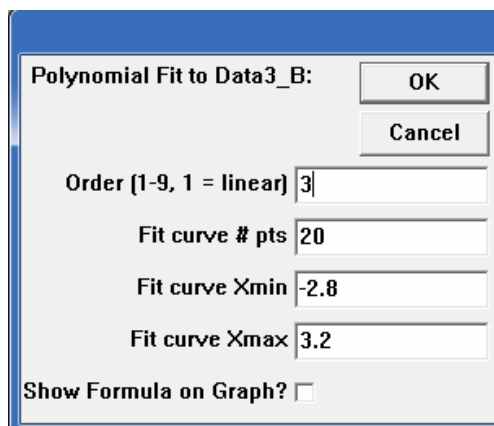 Polynomial Fit to Data3_B:
OK
Cancel
Order (1-9, 1 = linear) 3
Fit curve # pts 20
Fit curve Xmin -2.8
Fit curve Xmax 3.2
Show Formula on Graph?